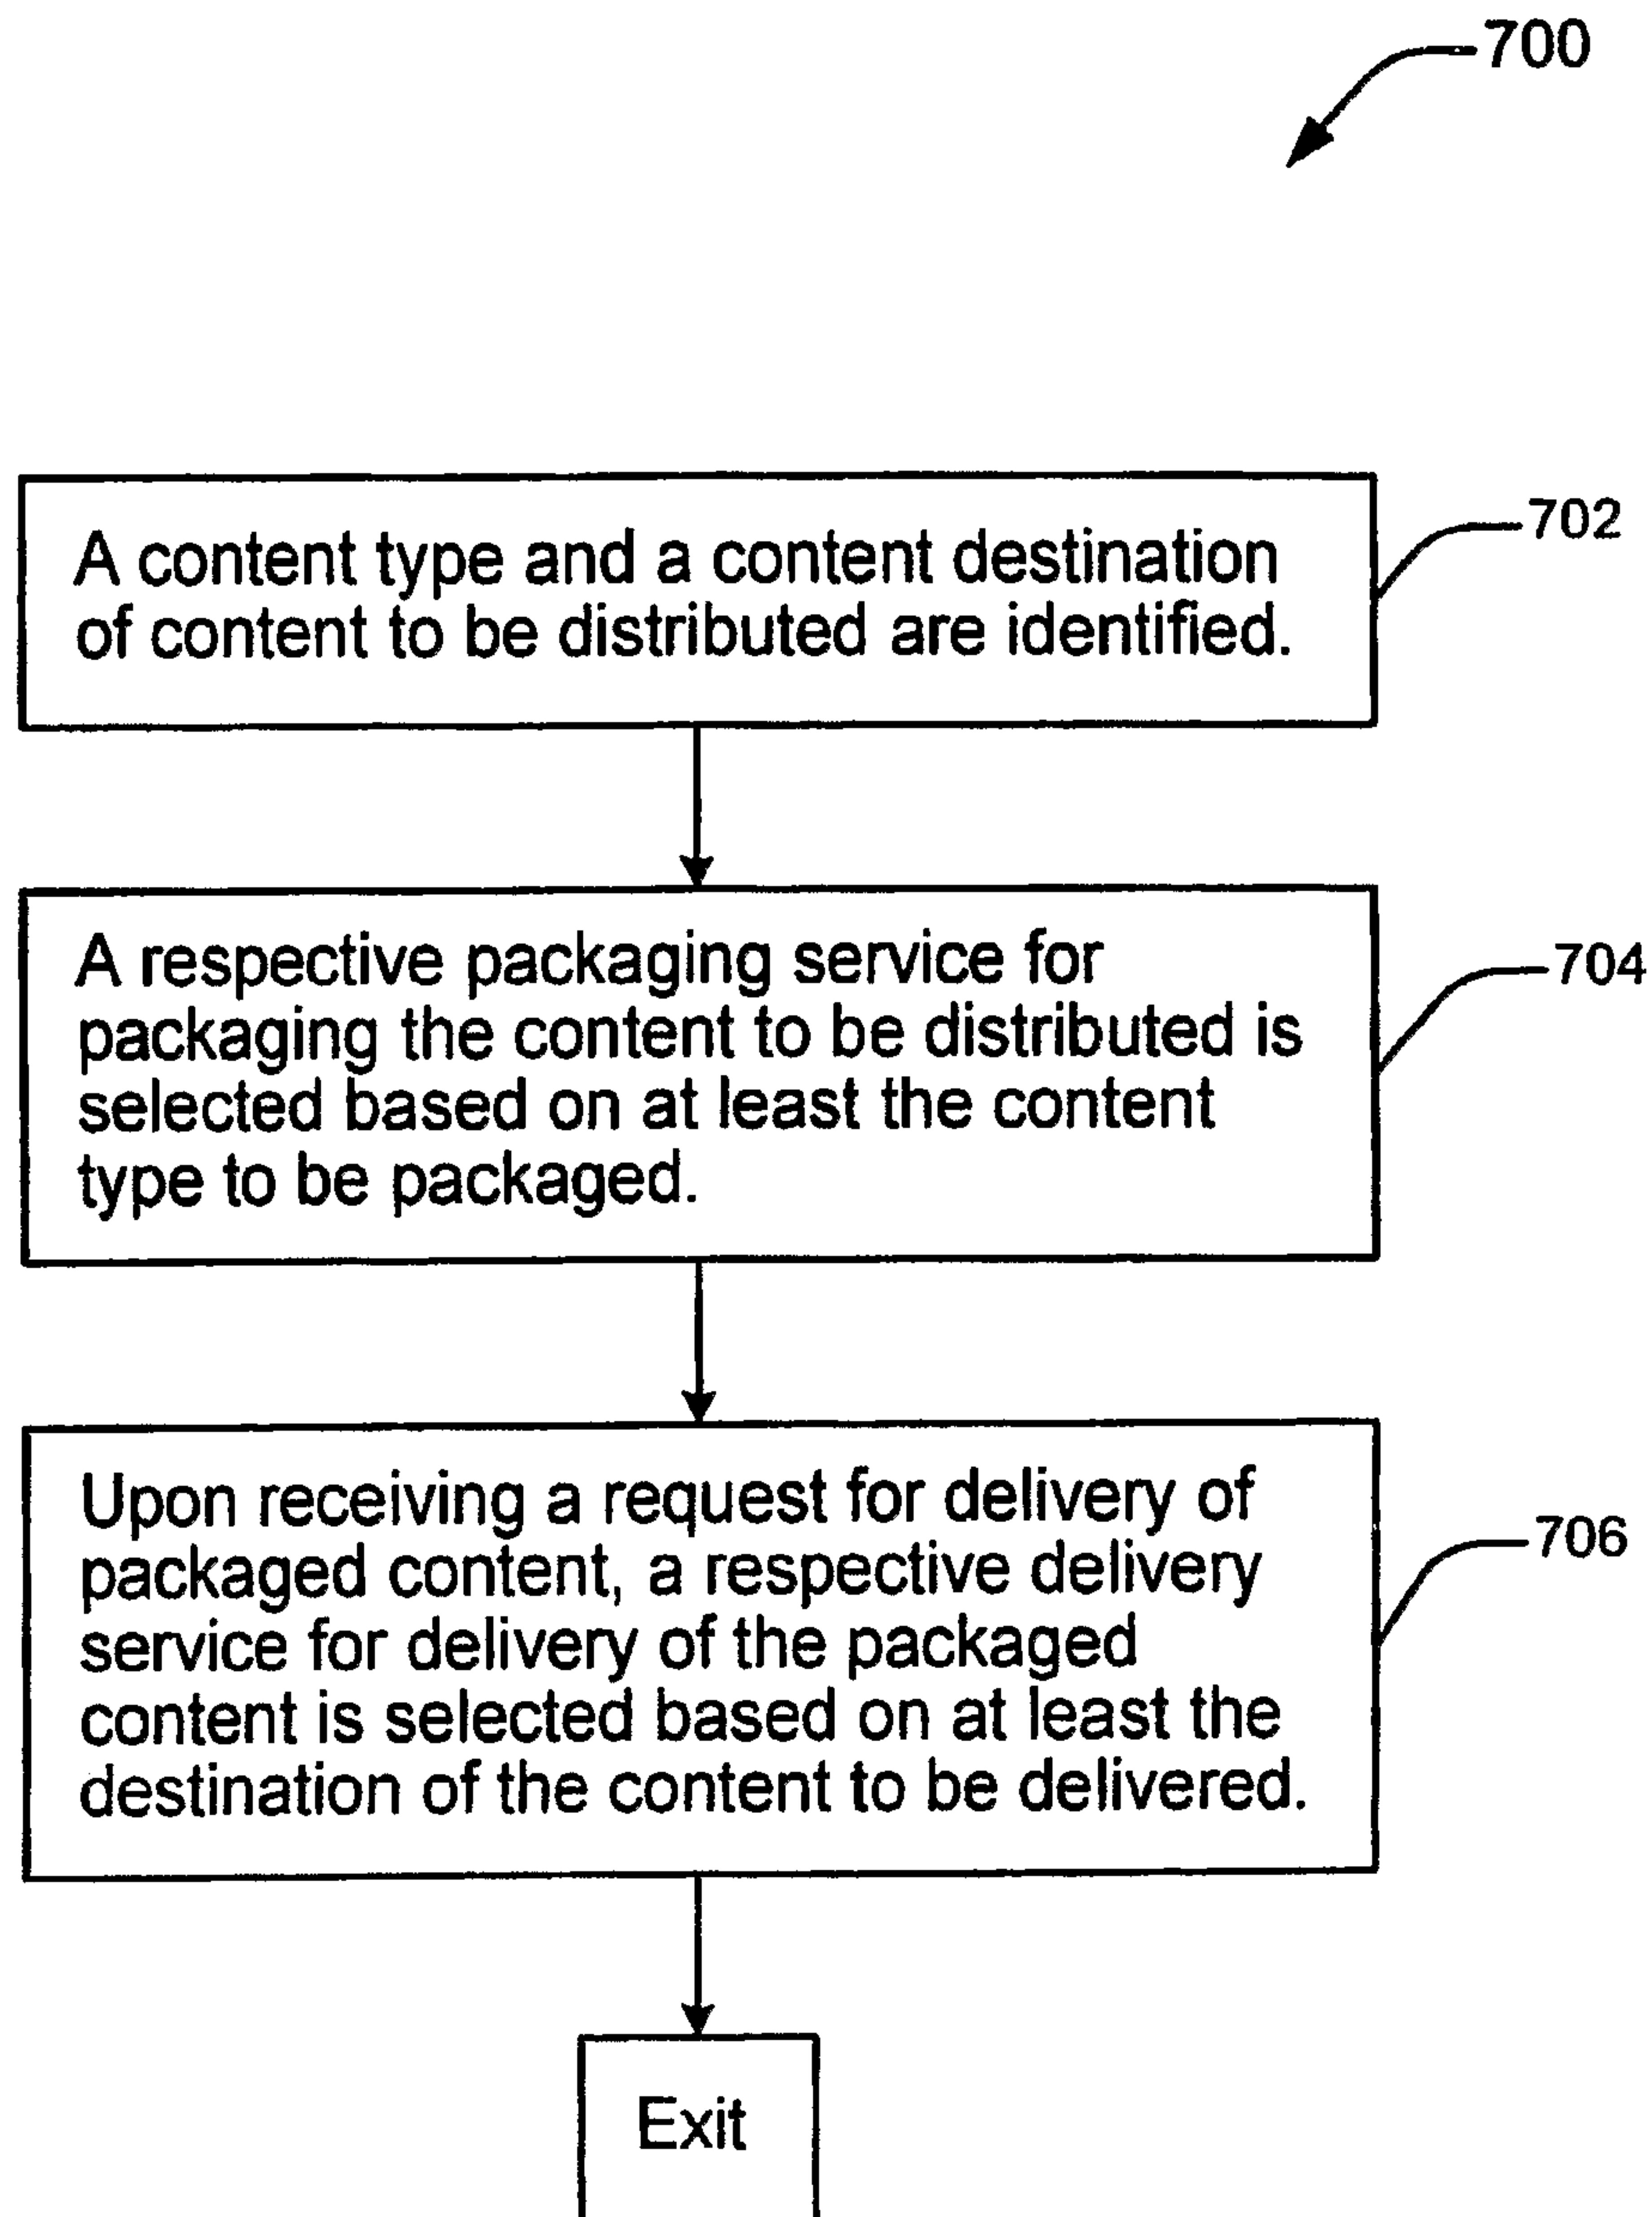 700
A content type and a content destination
of content to be distributed are identified.
702
A respective packaging service for
packaging the content to be distributed is
selected based on at least the content
type to be packaged.
704
Upon receiving a request for delivery of
packaged content, a respective delivery
service for delivery of the packaged
content is selected based on at least the
destination of the content to be delivered.
706
Exit